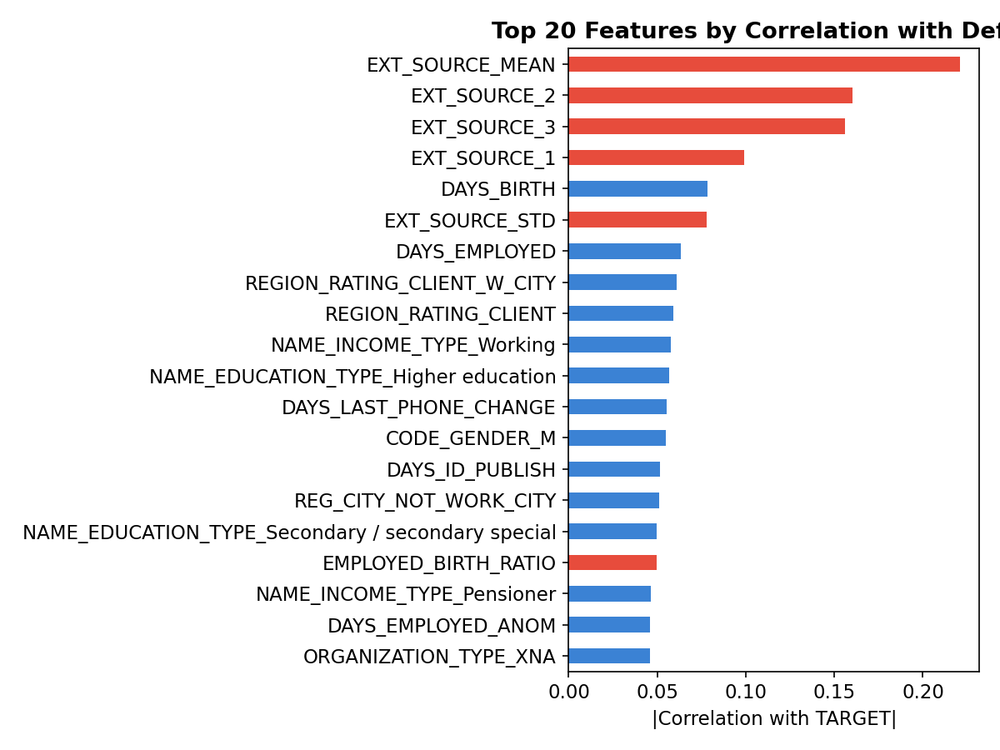 Top 20 Features by Correlation with Def
EXT_SOURCE_MEAN
EXT_SOURCE_2
EXT_SOURCE_3
EXT_SOURCE_1
DAYS_BIRTH
EXT_SOURCE_STD
DAYS_EMPLOYED
REGION_RATING_CLIENT_W_CITY
REGION_RATING_CLIENT
NAME_INCOME_TYPE_Working
NAME_EDUCATION_TYPE_Higher education
DAYS_LAST_PHONE_CHANGE
CODE_GENDER_M
DAYS_ID_PUBLISH
REG_CITY_NOT_WORK_CITY
NAME_EDUCATION_TYPE_Secondary / secondary special
EMPLOYED_BIRTH_RATIO
NAME_INCOME_TYPE_Pensioner
DAYS_EMPLOYED_ANOM
ORGANIZATION_TYPE_XNA
0.00 0.05 0.10 0.15 0.20
|Correlation with TARGET|